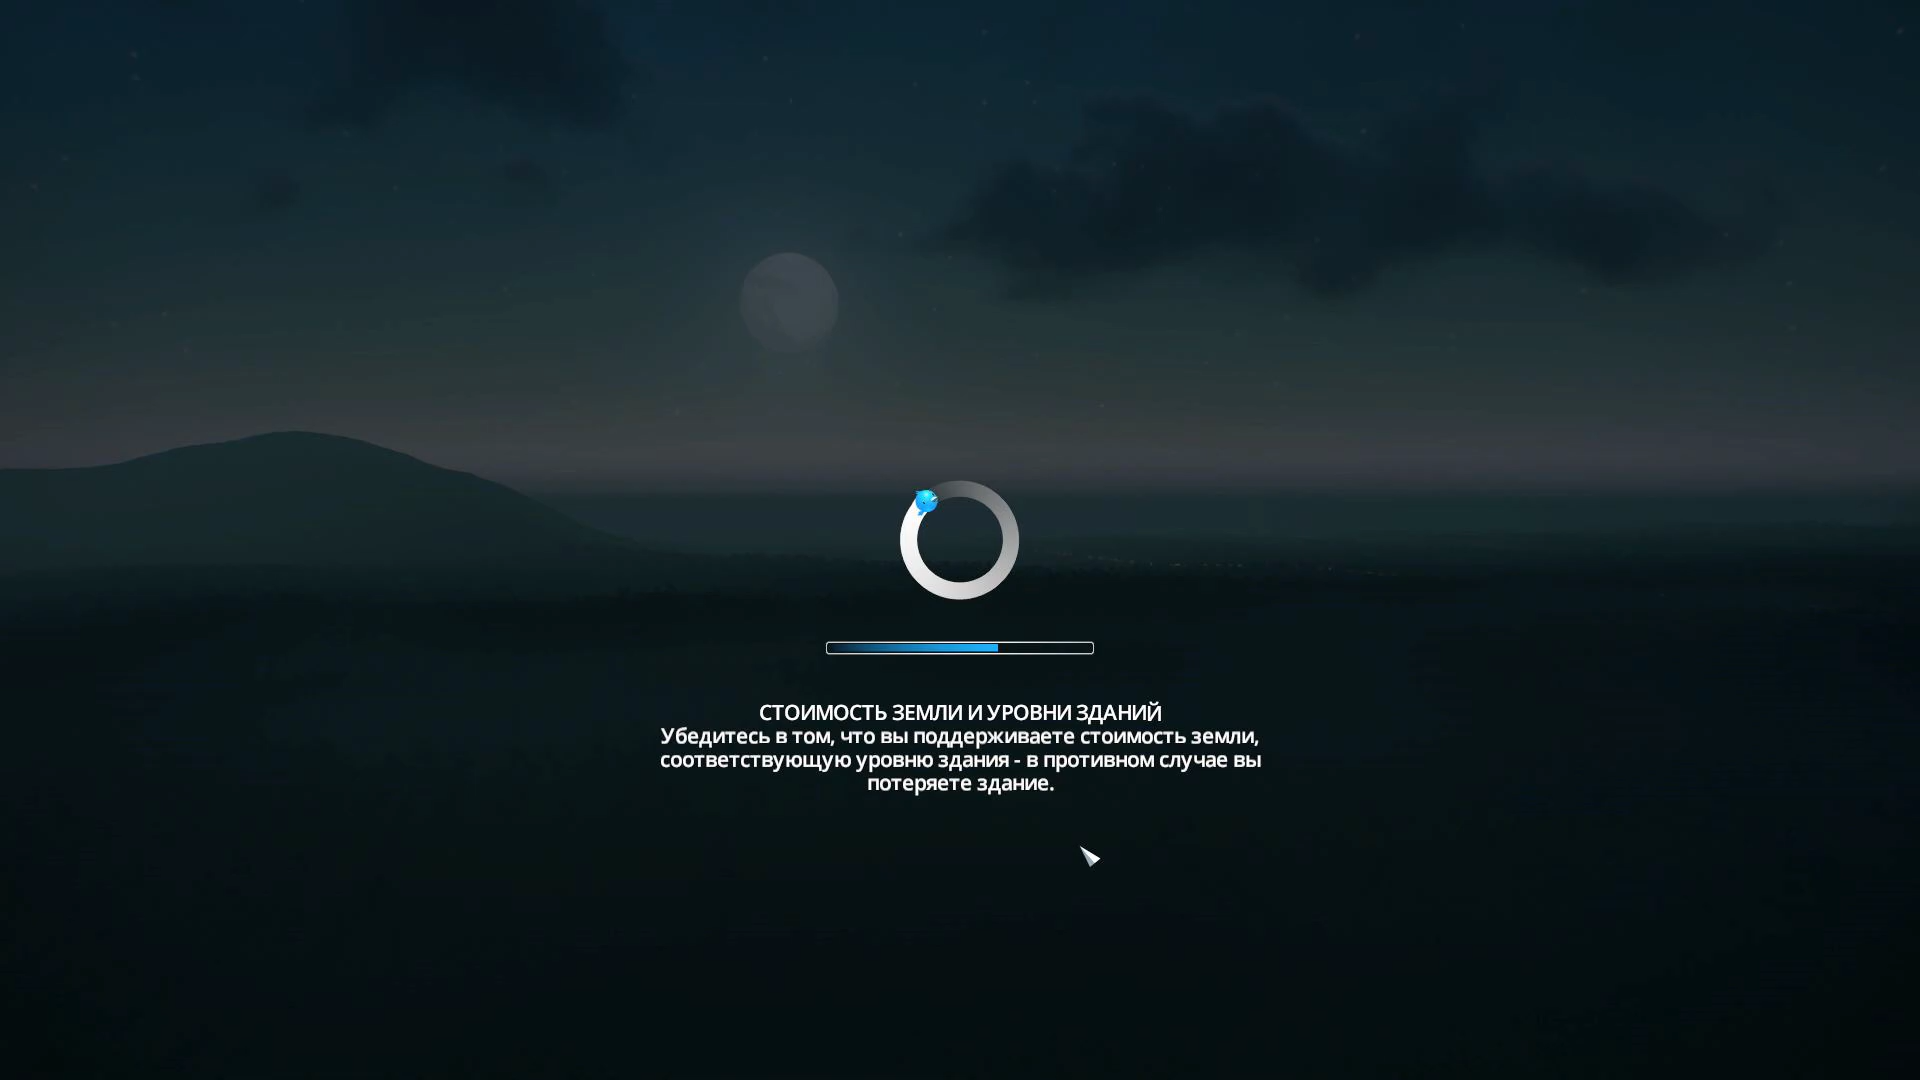 СТОИМОСТЬ ЗЕМЛИ И УРОВНИ ЗДАНИЙ
Убедитесь в том, что вы поддерживаете стоимость земли,
соответствующую уровню здания - в противном случае вы
потеряете здание.